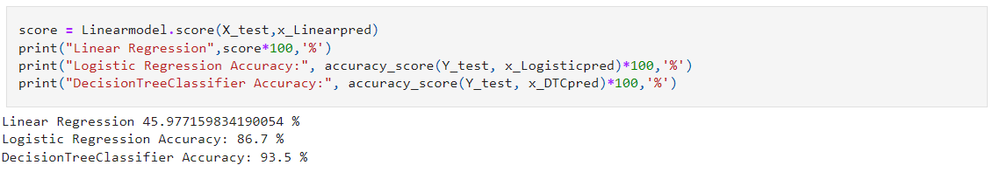 score = Linearmodel.score(X_test,x_Linearpred)
print("Linear Regression",score*100,'%')
print("Logistic Regression Accuracy:", accuracy_score(Y_test, x_Logisticpred)*100,'%')
print("DecisionTreeClassifier Accuracy:", accuracy_score(Y_test, x_DTCpred)*100,'%')
Linear Regression 45.977159834190054 %
Logistic Regression Accuracy: 86.7 %
DecisionTreeClassifier Accuracy: 93.5 %